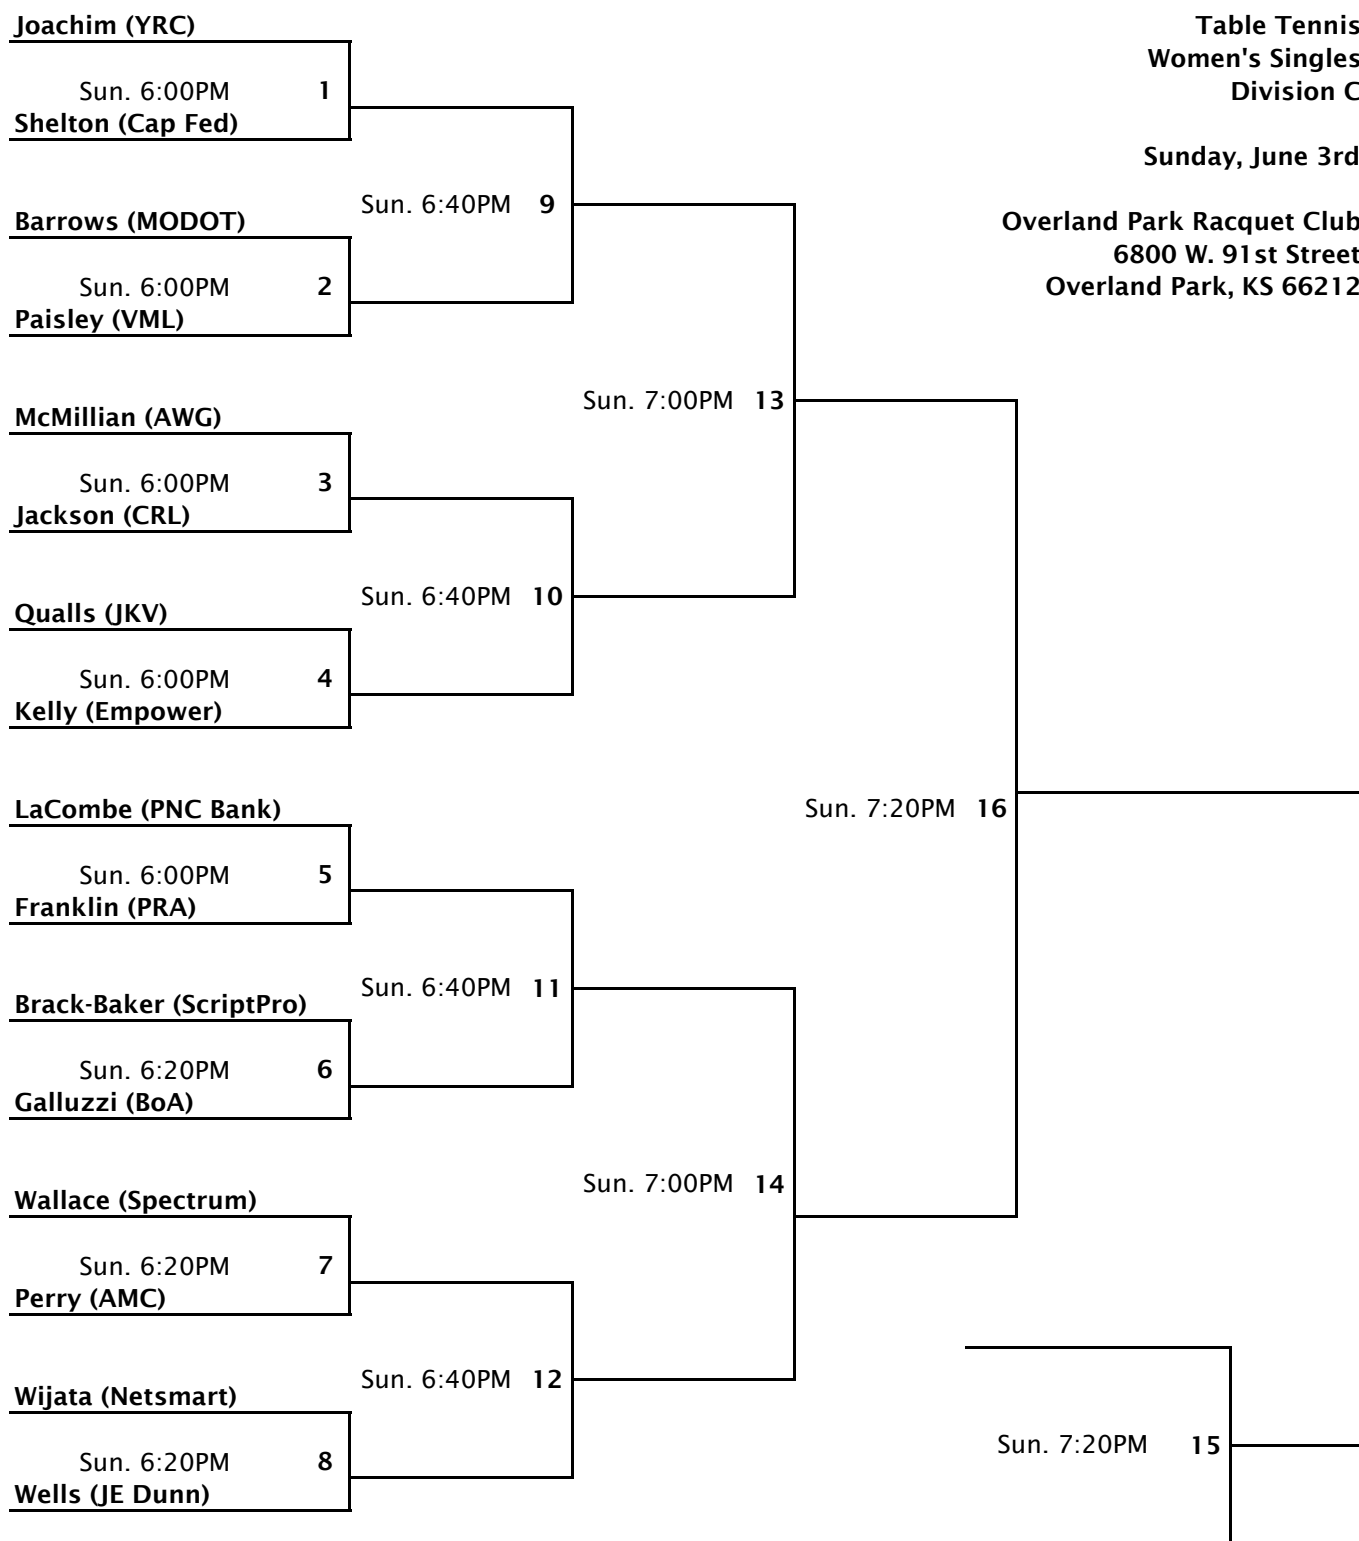 Joachim (YRC)
Sun. 6:00PM 1
Shelton (Cap Fed)
Barrows (MODOT)
Sun. 6:00PM 2
Paisley (VML)
McMillian (AWG)
Sun. 6:00PM 3
Jackson (CRL)
Qualls (JKV)
Sun. 6:00PM 4
Kelly (Empower)
LaCombe (PNC Bank)
Sun. 6:00PM 5
Franklin (PRA)
Brack-Baker (ScriptPro)
Sun. 6:20PM 6
Galluzzi (BoA)
Wallace (Spectrum)
Sun. 6:20PM 7
Perry (AMC)
Wijata (Netsmart)
Sun. 6:20PM 8
Wells (JE Dunn)
Sun. 6:40PM 9
Sun. 6:40PM 10
Sun. 6:40PM 11
Sun. 6:40PM 12
Sun. 7:00PM 13
Sun. 7:00PM 14
Sun. 7:20PM 16
Sun. 7:20PM 15
Table Tennis
Women's Singles
Division C
Sunday, June 3rd
Overland Park Racquet Club
6800 W. 91st Street
Overland Park, KS 66212